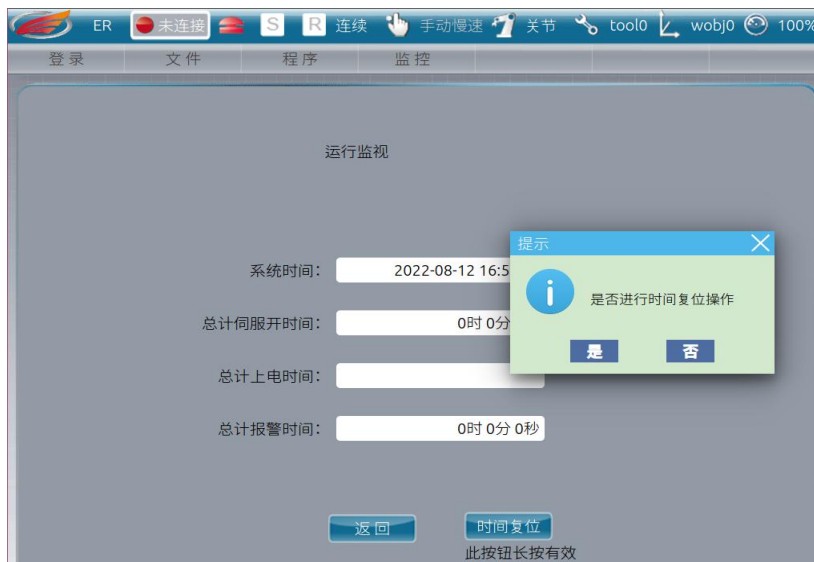 ER 未连接 S R 连续 手动慢速 关节 tool0 wobj0 100%
登录 文件 程序 监控
运行监视
提示
系统时间： 2022-08-12 16:5
是否进行时间复位操作
总计伺服开时间： 0时 0分
是 否
总计上电时间：
总计报警时间： 0时 0分 0秒
返回 时间复位
此按钮长按有效